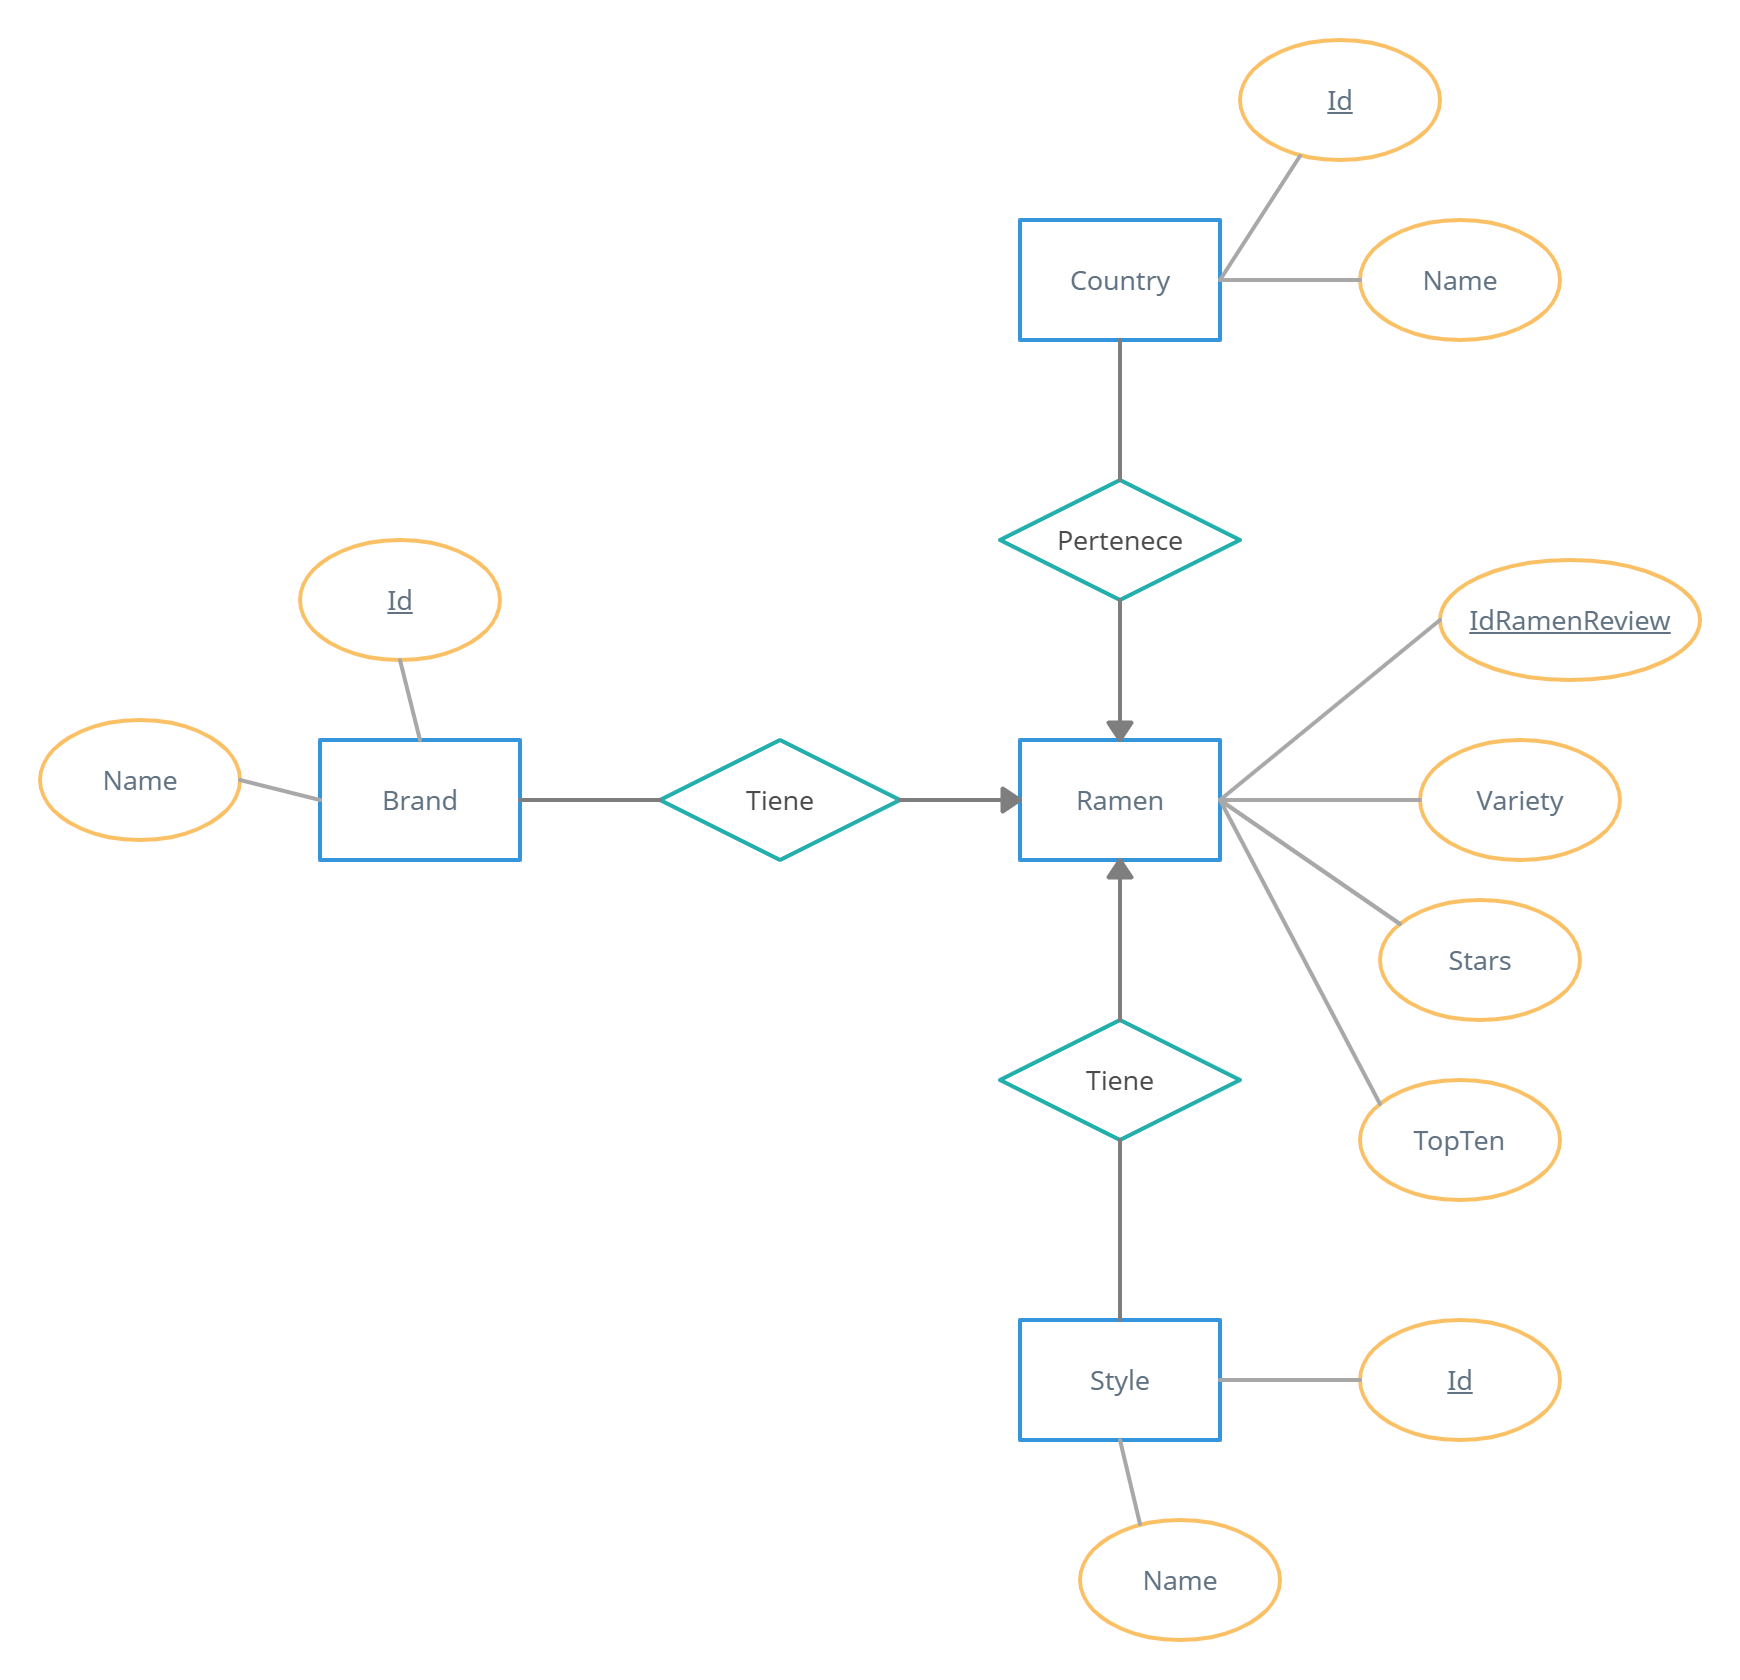 Id
Country
Name
Pertenece
Id
IdRamenReview
Name
Brand
Tiene
Ramen
Variety
Stars
Tiene
TopTen
Style
Id
Name